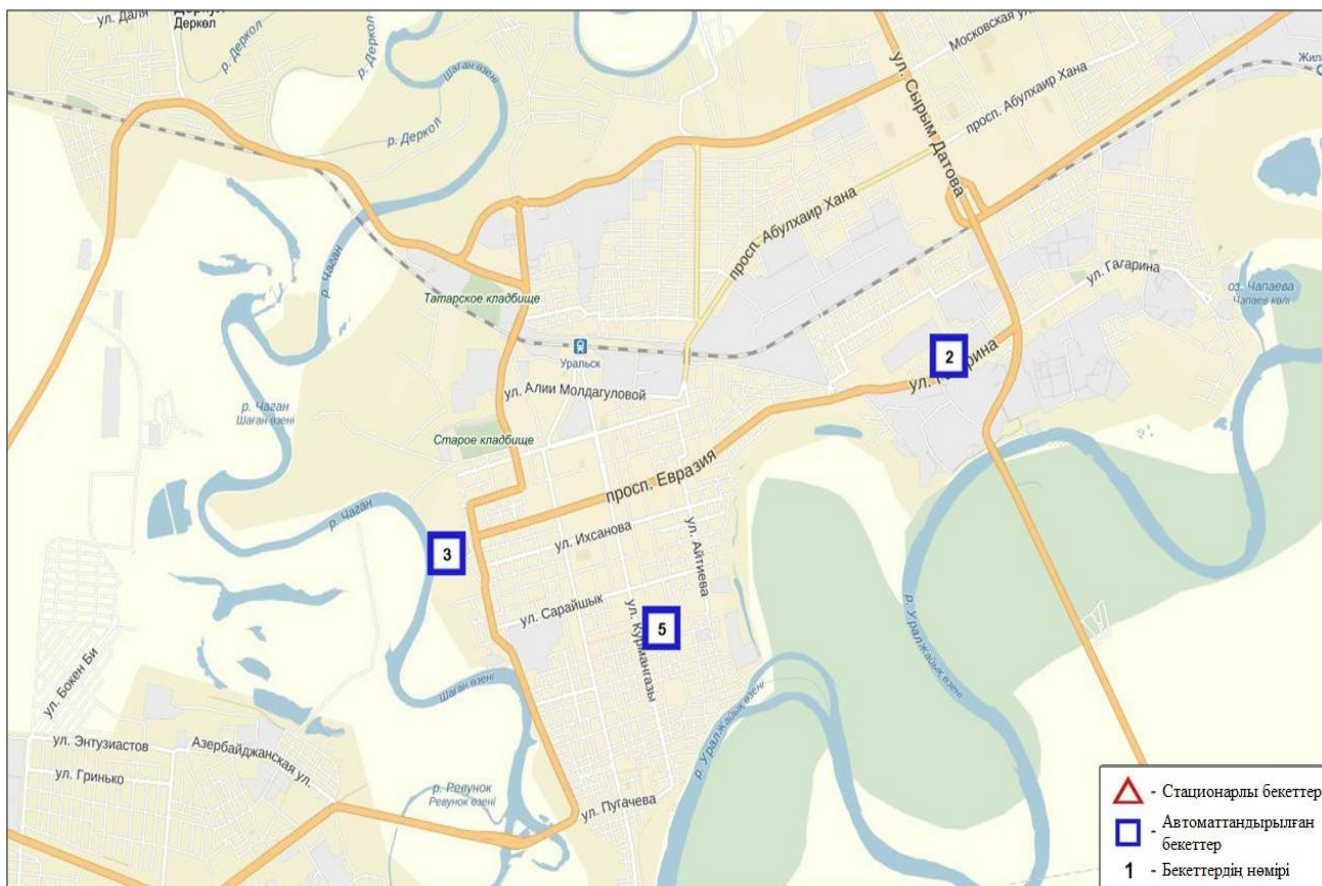 Деркөл
ул. Даля
р. Деркол
р. Деркол
Шаған өзені
р. Деркол
Московская ул.
ул. Сырым Датова
просп. Абулхаир Хана
просп. Абулхаир Хана
р. Чаган
Татарское кладбище
Уральск
ул. Гагарина
оз. Чапаева
Чапаев көлі
2
ул. Алии Молдагуловой
р. Чаган
Шаған өзені
Старое кладбище
просп. Евразия
р. Чаган
3
ул. Ихсанова
ул. Айтиева
ул. Сарайшык
5
ул. Курмангазы
р. Урал
Жайық өзені
Шаған өзені
р. Урал
Жайық өзені
ул. Бокен Би
ул. Энтузиастов
Азербайджанская ул.
ул. Гринько
р. Ревунок
Ревунок өзені
ул. Пугачева
- Стационарлы бекеттер
- Автоматтандырылған
бекеттер
1 - Бекеттердің нөмірі